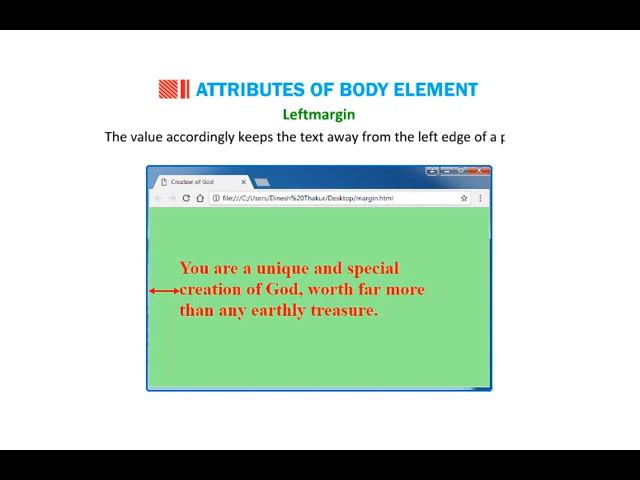 ATTRIBUTES OF BODY ELEMENT
Leftmargin
The value accordingly keeps the text away from the left edge of a p
Creation of God
file:///C:/Users/Dinesh%20Thakur/Desktop/margin.html
You are a unique and special
creation of God, worth far more
than any earthly treasure.